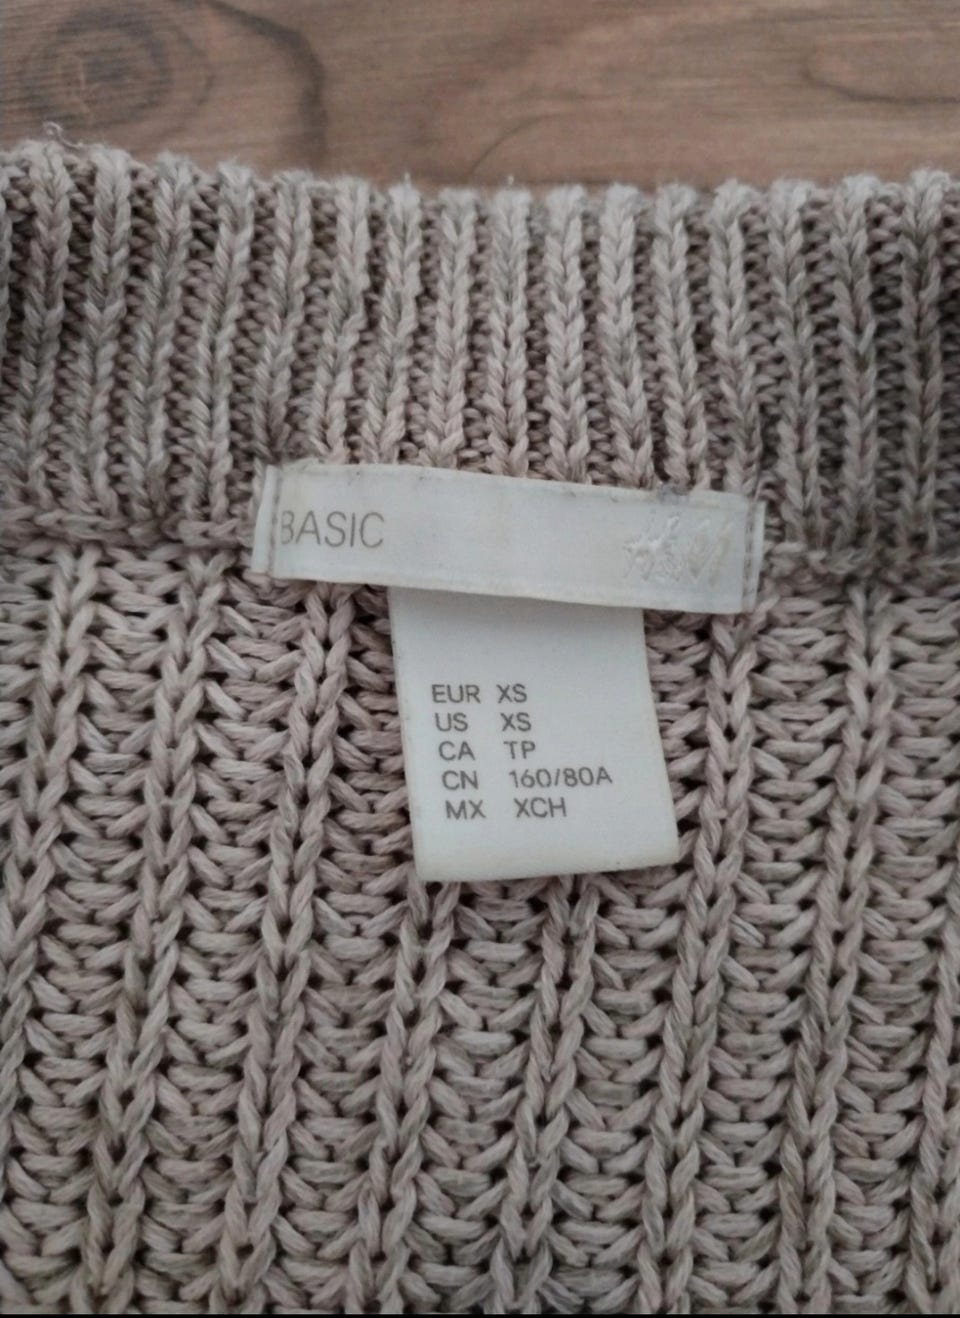 BASIC H&M
EUR XS
US XS
CA TP
CN 160/80A
MX XCH